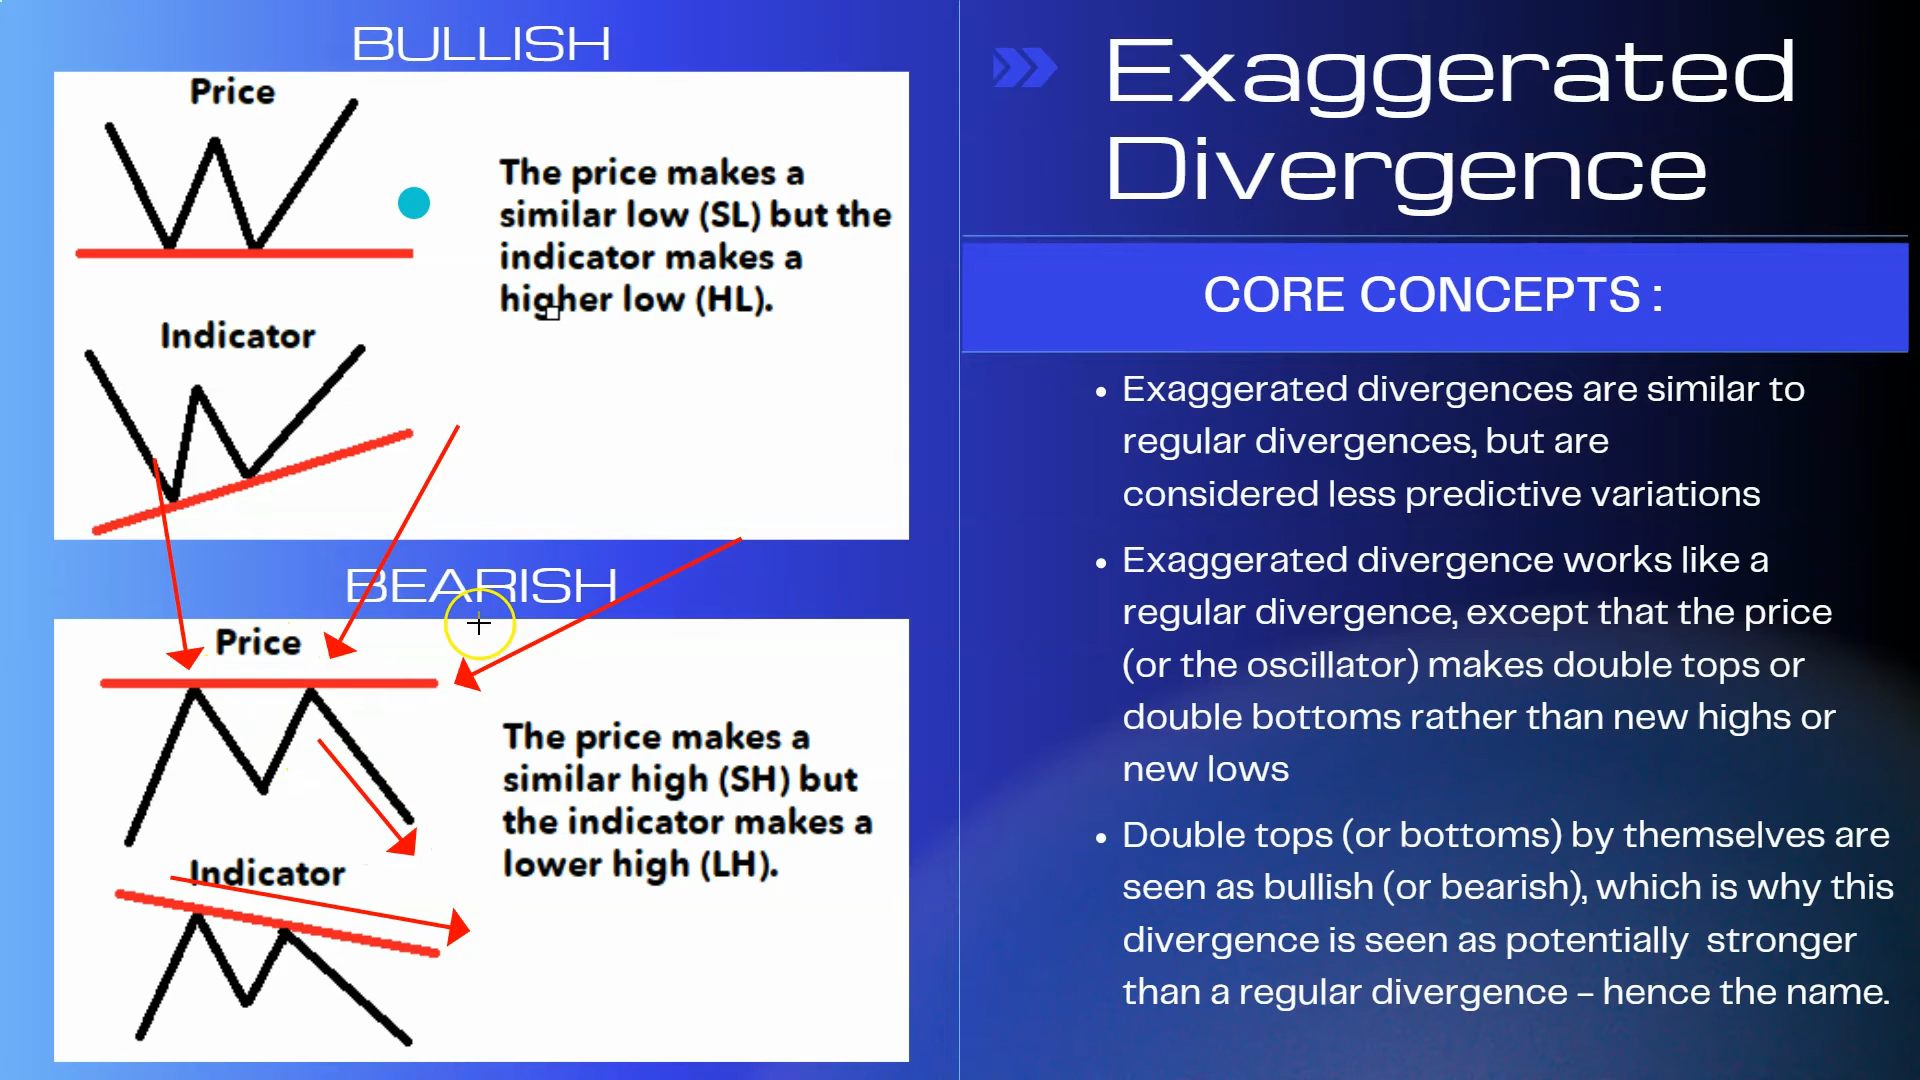 BULLISH
Price
The price makes a
similar low (SL) but the
indicator makes a
higher low (HL).
Indicator
BEARISH
Price
The price makes a
similar high (SH) but
the indicator makes a
lower high (LH).
Indicator
Exaggerated
Divergence
CORE CONCEPTS :
• Exaggerated divergences are similar to
regular divergences, but are
considered less predictive variations
• Exaggerated divergence works like a
regular divergence, except that the price
(or the oscillator) makes double tops or
double bottoms rather than new highs or
new lows
• Double tops (or bottoms) by themselves are
seen as bullish (or bearish), which is why this
divergence is seen as potentially  stronger
than a regular divergence – hence the name.